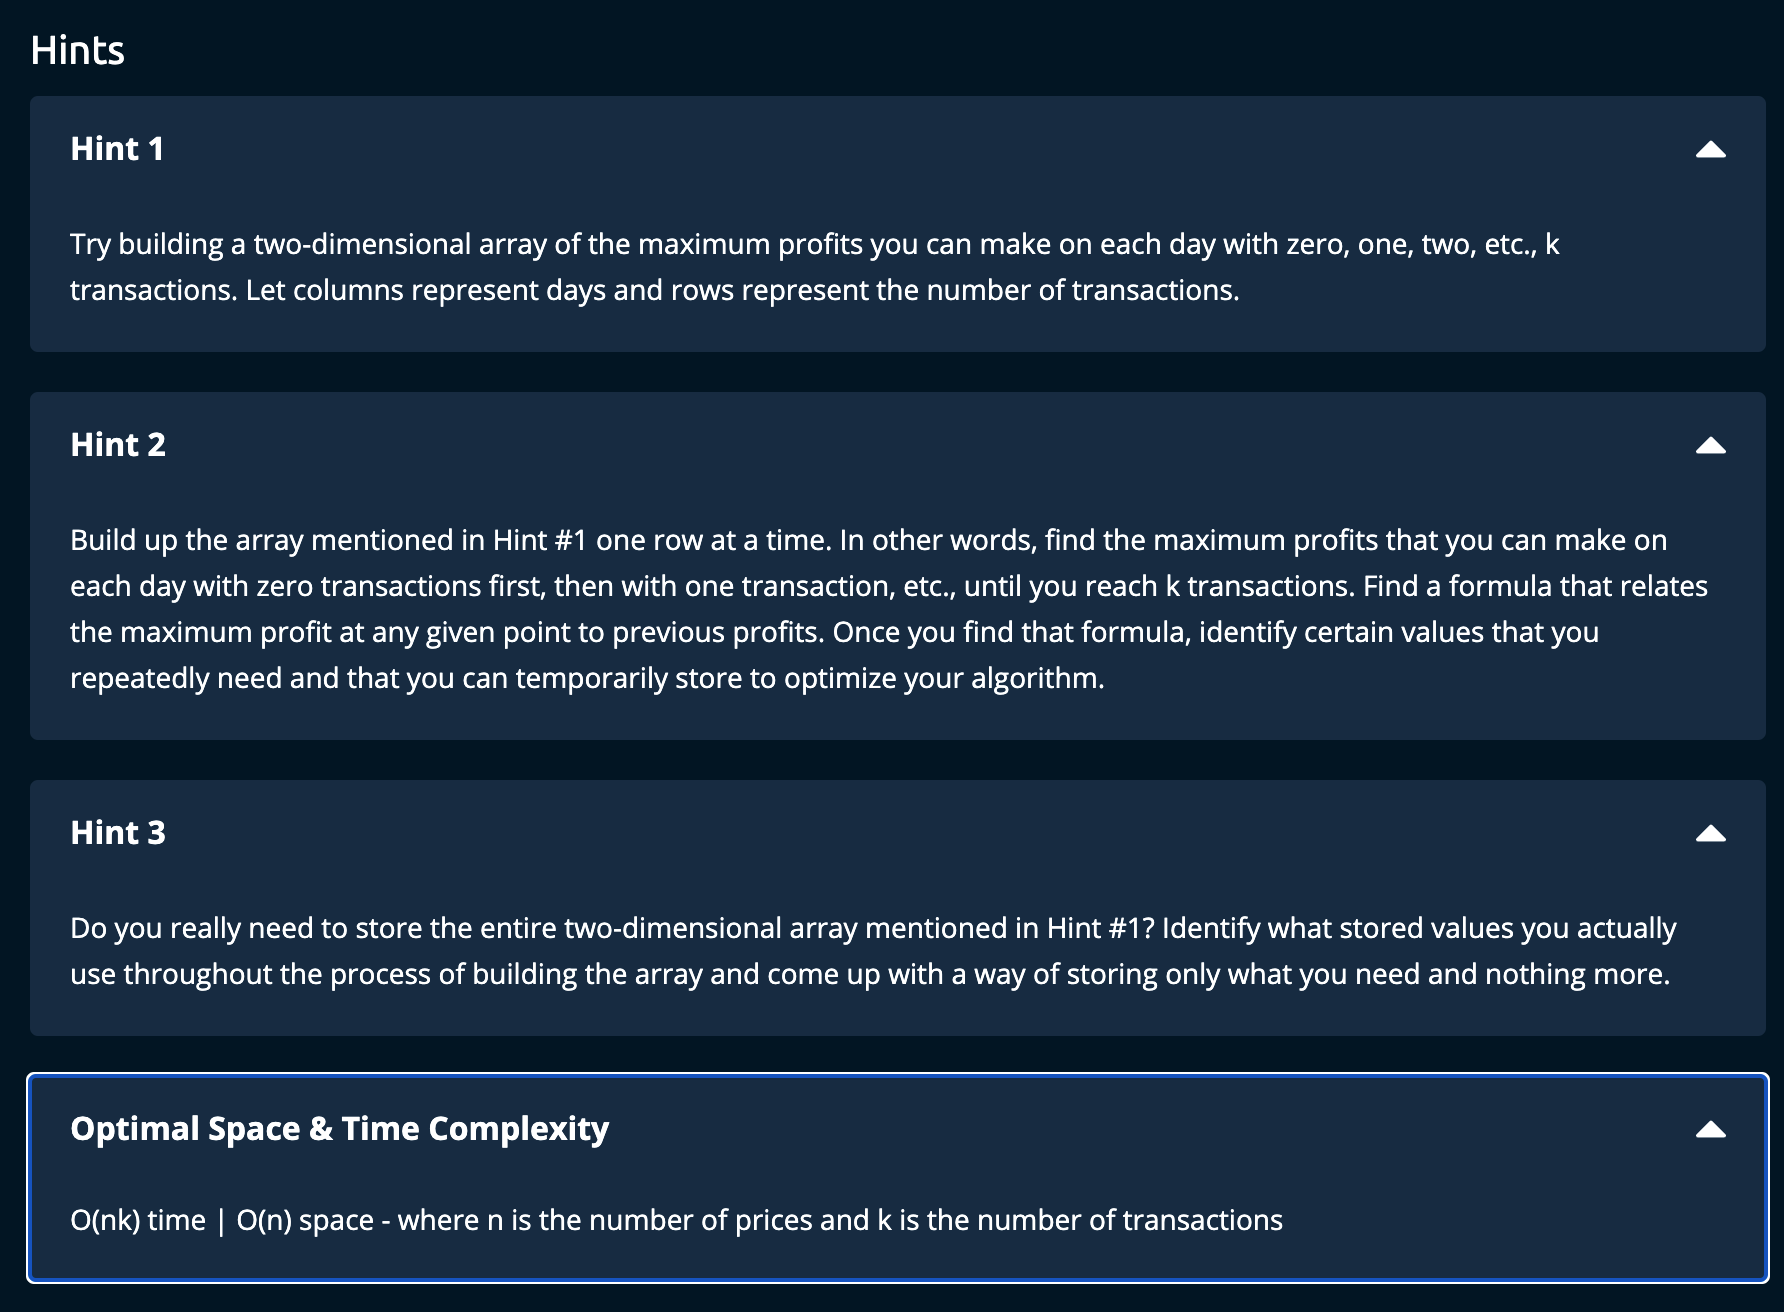 Hints
Hint 1
Try building a two-dimensional array of the maximum profits you can make on each day with zero, one, two, etc., k
transactions. Let columns represent days and rows represent the number of transactions.
Hint 2
Build up the array mentioned in Hint #1 one row at a time. In other words, find the maximum profits that you can make on
each day with zero transactions first, then with one transaction, etc., until you reach k transactions. Find a formula that relates
the maximum profit at any given point to previous profits. Once you find that formula, identify certain values that you
repeatedly need and that you can temporarily store to optimize your algorithm.
Hint 3
Do you really need to store the entire two-dimensional array mentioned in Hint #1? Identify what stored values you actually
use throughout the process of building the array and come up with a way of storing only what you need and nothing more.
Optimal Space & Time Complexity
O(nk) time | O(n) space - where n is the number of prices and k is the number of transactions